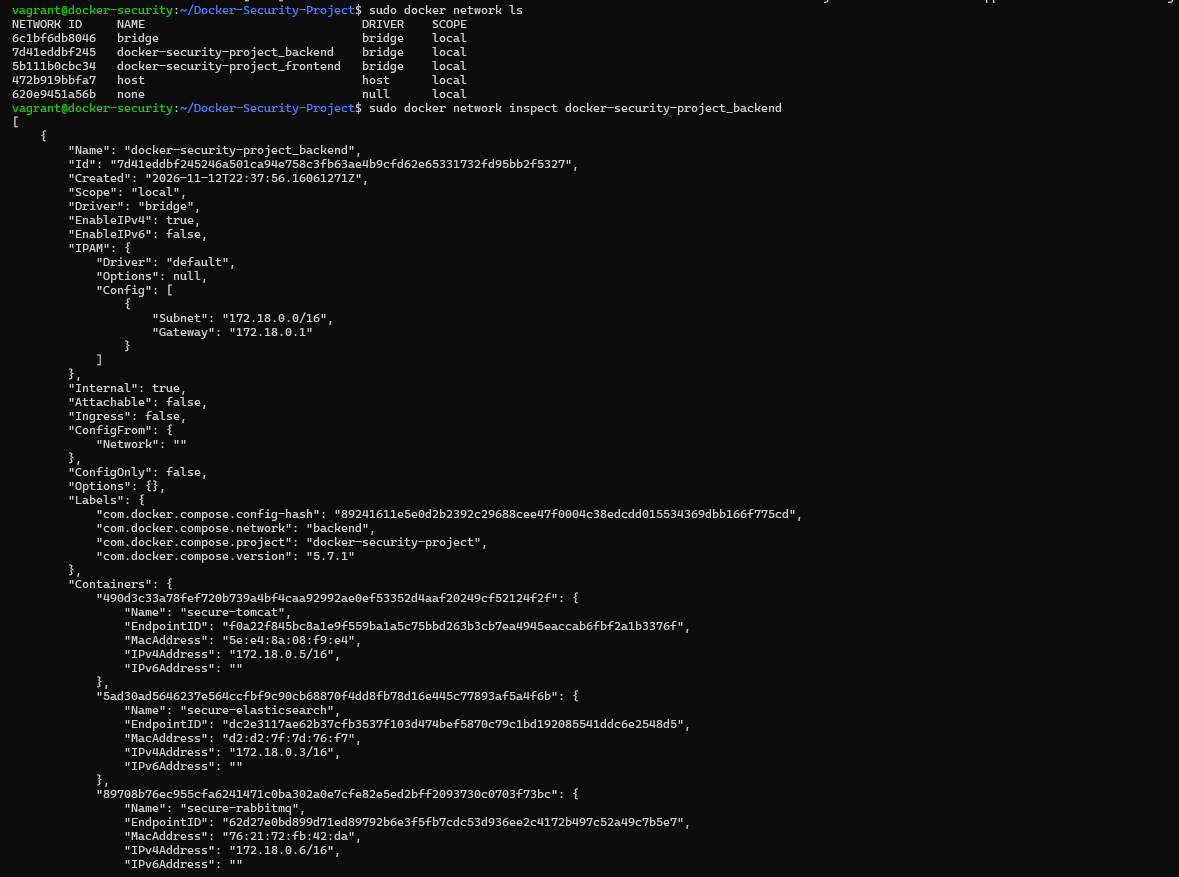 vagrant@docker-security:~/Docker-Security-Project$ sudo docker network ls
NETWORK ID     NAME                               DRIVER    SCOPE
6c1bf6db8046   bridge                             bridge    local
7d41eddbf245   docker-security-project_backend    bridge    local
5b111b0cbc34   docker-security-project_frontend   bridge    local
472b919bbfa7   host                               host      local
620e9451a56b   none                               null      local
vagrant@docker-security:~/Docker-Security-Project$ sudo docker network inspect docker-security-project_backend
[
    {
        "Name": "docker-security-project_backend",
        "Id": "7d41eddbf245246a501ca94e758c3fb63ae4b9cfd62e65331732fd95bb2f5327",
        "Created": "2026-11-12T22:37:56.16061271Z",
        "Scope": "local",
        "Driver": "bridge",
        "EnableIPv4": true,
        "EnableIPv6": false,
        "IPAM": {
            "Driver": "default",
            "Options": null,
            "Config": [
                {
                    "Subnet": "172.18.0.0/16",
                    "Gateway": "172.18.0.1"
                }
            ]
        },
        "Internal": true,
        "Attachable": false,
        "Ingress": false,
        "ConfigFrom": {
            "Network": ""
        },
        "ConfigOnly": false,
        "Options": {},
        "Labels": {
            "com.docker.compose.config-hash": "89241611e5e0d2b2392c29688cee47f0004c38edcdd015534369dbb166f775cd",
            "com.docker.compose.network": "backend",
            "com.docker.compose.project": "docker-security-project",
            "com.docker.compose.version": "5.7.1"
        },
        "Containers": {
            "490d3c33a78fef720b739a4bf4caa92992ae0ef53352d4aaf20249cf52124f2f": {
                "Name": "secure-tomcat",
                "EndpointID": "f0a22f845bc8a1e9f559ba1a5c75bbd263b3cb7ea4945eaccab6fbf2a1b3376f",
                "MacAddress": "5e:e4:8a:08:f9:e4",
                "IPv4Address": "172.18.0.5/16",
                "IPv6Address": ""
            },
            "5ad30ad5646237e564ccfbf9c90cb68870f4dd8fb78d16e445c77893af5a4f6b": {
                "Name": "secure-elasticsearch",
                "EndpointID": "dc2e3117ae62b37cfb3537f103d474bef5870c79c1bd192085541ddc6e2548d5",
                "MacAddress": "d2:d2:7f:7d:76:f7",
                "IPv4Address": "172.18.0.3/16",
                "IPv6Address": ""
            },
            "89708b76ec955cfa6241471c0ba302a0e7cfe82e5ed2bff2093730c0703f73bc": {
                "Name": "secure-rabbitmq",
                "EndpointID": "62d27e0bd899d71ed89792b6e3f5fb7cdc53d936ee2c4172b497c52a49c7b5e7",
                "MacAddress": "76:21:72:fb:42:da",
                "IPv4Address": "172.18.0.6/16",
                "IPv6Address": ""